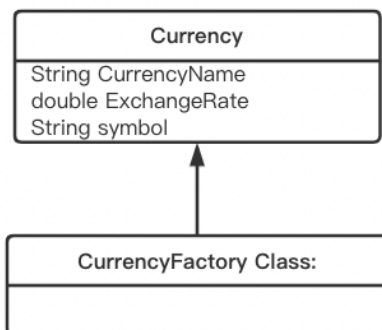 Currency
String CurrencyName
double ExchangeRate
String symbol
CurrencyFactory Class: